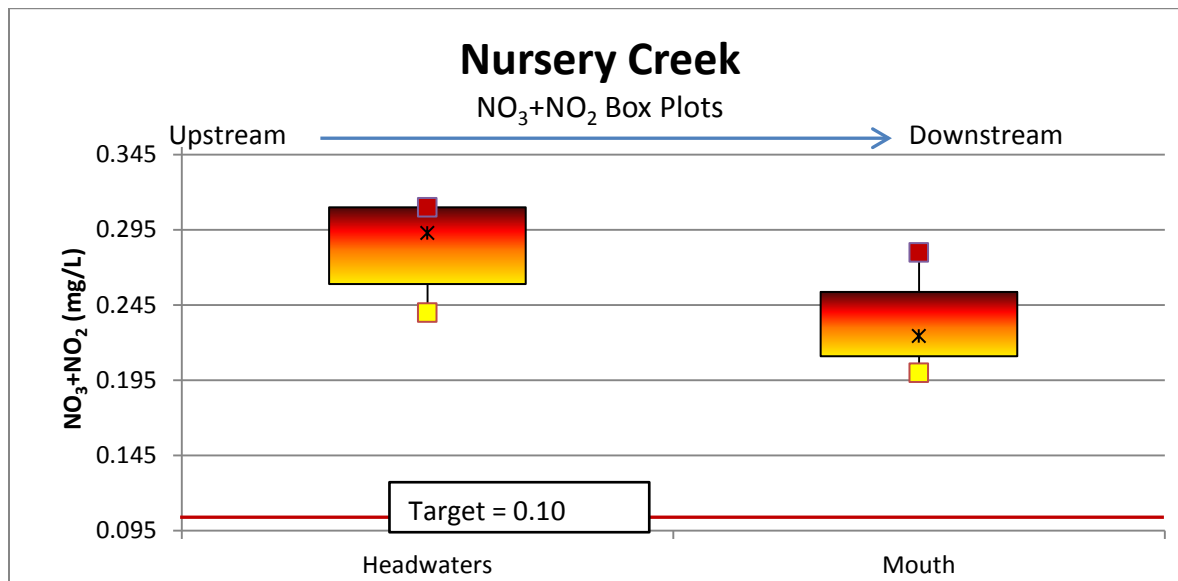 Nursery Creek
NO₃+NO₂ Box Plots
Upstream Downstream
0.345
0.295
0.245
0.195
0.145
0.095
NO₃+NO₂ (mg/L)
Target = 0.10
Headwaters Mouth